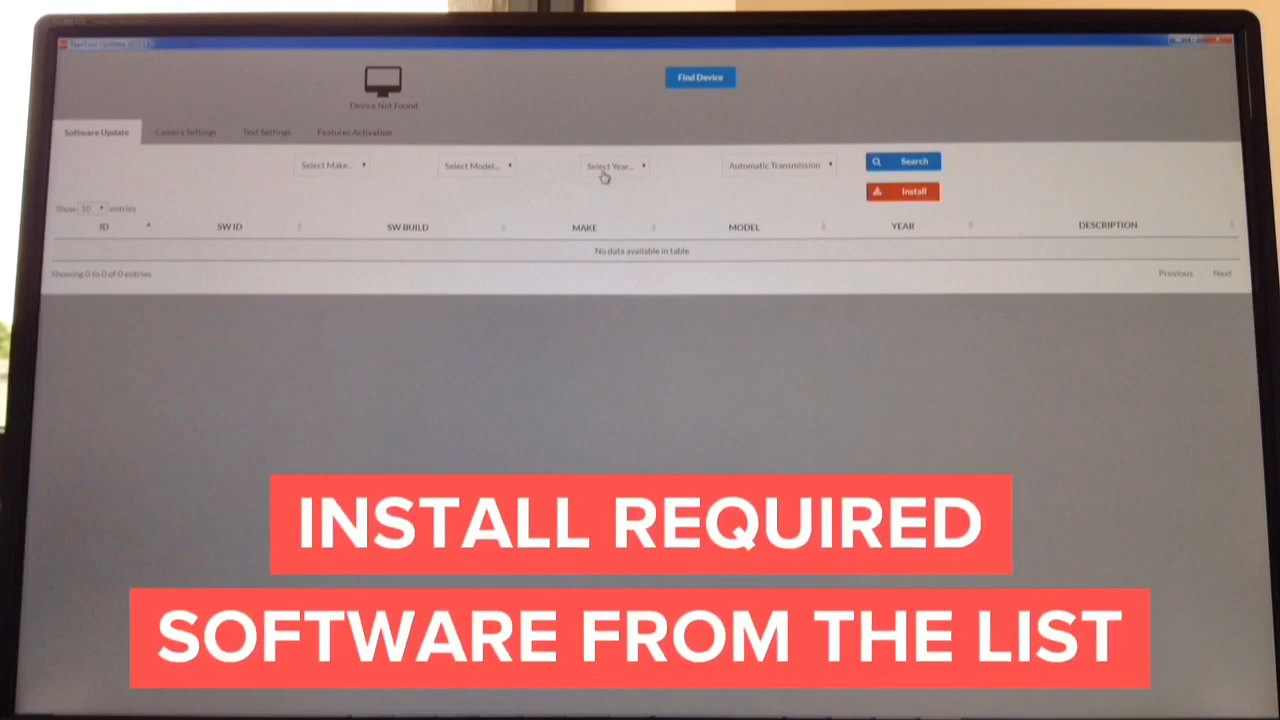 Find Device
Device Not Found
Software Update Camera Settings Text Settings Features Activation
Select Make... Select Model... Select Year... Automatic Transmission Search
Install
Show 10 entries
ID SW ID SW BUILD MAKE MODEL YEAR DESCRIPTION
No data available in table
Showing 0 to 0 of 0 entries Previous Next
INSTALL REQUIRED
SOFTWARE FROM THE LIST